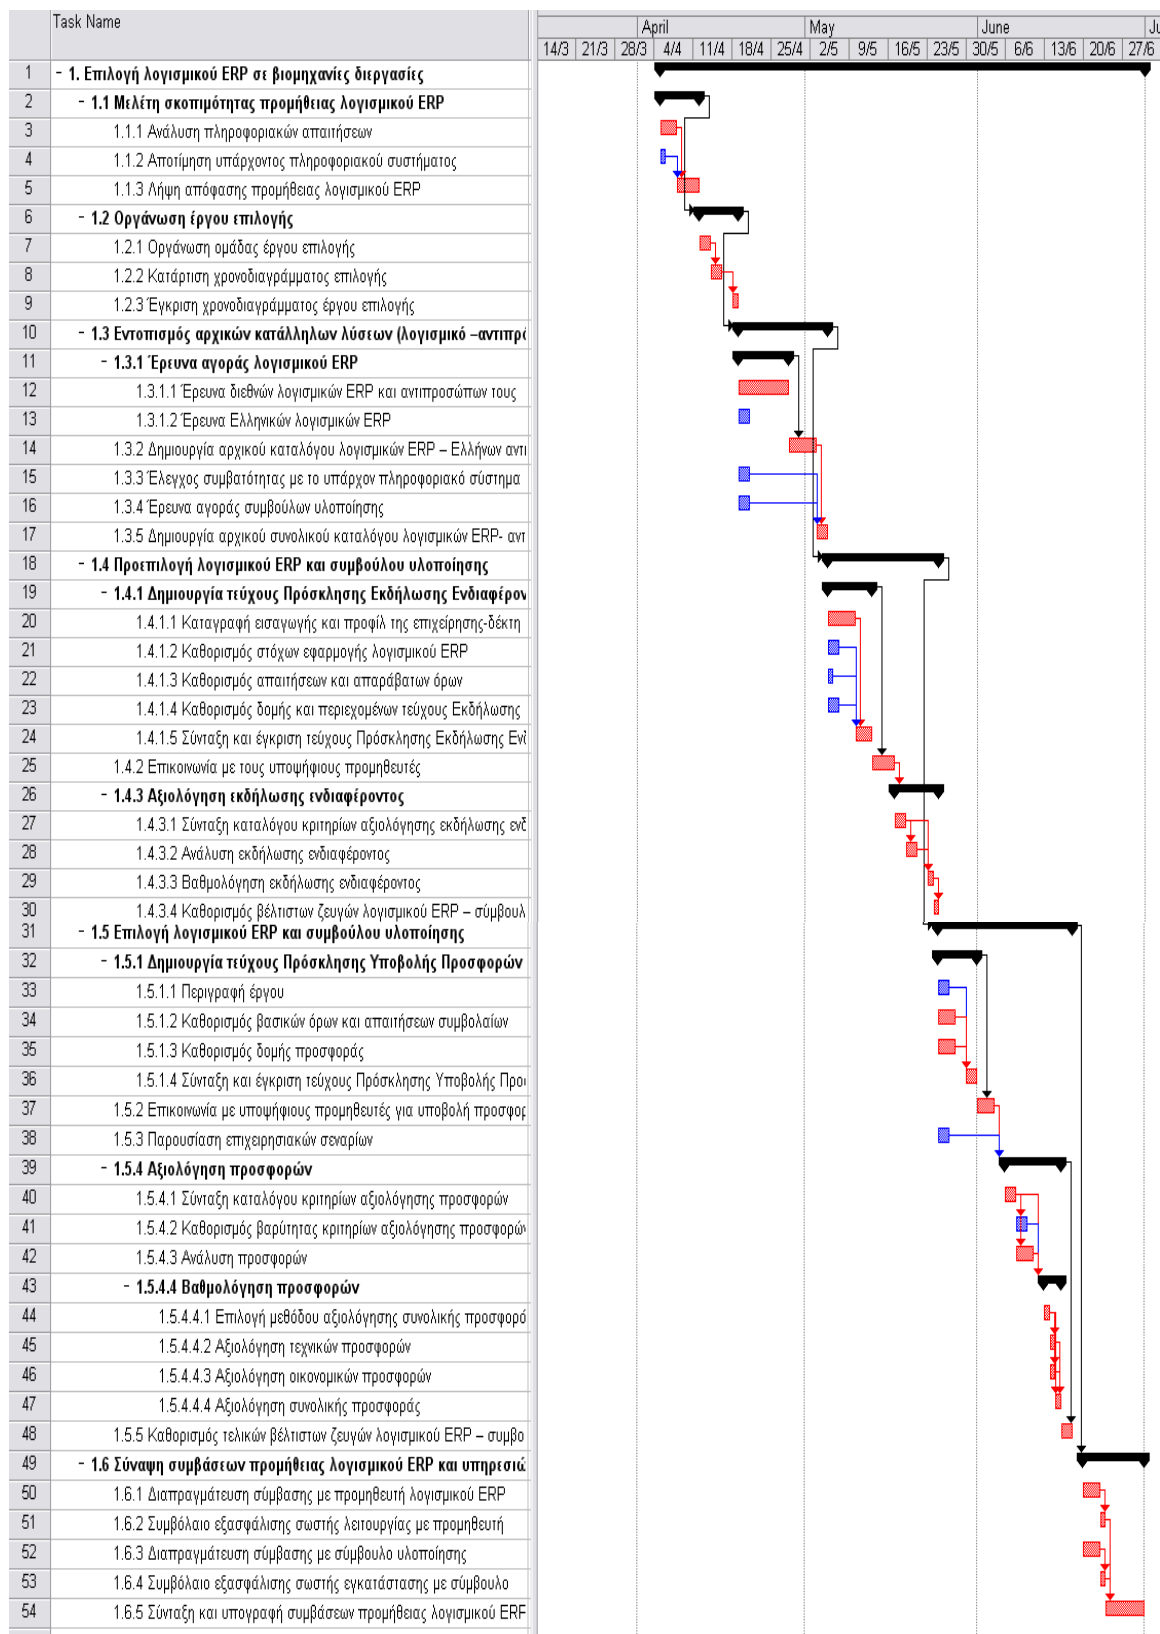 Task Name
April May June Ju
14/3 21/3 28/3 4/4 11/4 18/4 25/4 2/5 9/5 16/5 23/5 30/5 6/6 13/6 20/6 27/6
1 - 1. Επιλογή λογισμικού ERP σε βιομηχανίες διεργασίες
2 - 1.1 Μελέτη σκοπιμότητας προμήθειας λογισμικού ERP
3 1.1.1 Ανάλυση πληροφοριακών απαιτήσεων
4 1.1.2 Αποτίμηση υπάρχοντος πληροφοριακού συστήματος
5 1.1.3 Λήψη απόφασης προμήθειας λογισμικού ERP
6 - 1.2 Οργάνωση έργου επιλογής
7 1.2.1 Οργάνωση ομάδας έργου επιλογής
8 1.2.2 Κατάρτιση χρονοδιαγράμματος επιλογής
9 1.2.3 Έγκριση χρονοδιαγράμματος έργου επιλογής
10 - 1.3 Εντοπισμός αρχικών κατάλληλων λύσεων (λογισμικό –αντιπρό
11 - 1.3.1 Έρευνα αγοράς λογισμικού ERP
12 1.3.1.1 Έρευνα διεθνών λογισμικών ERP και αντιπροσώπων τους
13 1.3.1.2 Έρευνα Ελληνικών λογισμικών ERP
14 1.3.2 Δημιουργία αρχικού καταλόγου λογισμικών ERP – Ελλήνων αντι
15 1.3.3 Έλεγχος συμβατότητας με το υπάρχον πληροφοριακό σύστημα
16 1.3.4 Έρευνα αγοράς συμβούλων υλοποίησης
17 1.3.5 Δημιουργία αρχικού συνολικού καταλόγου λογισμικών ERP- αντ
18 - 1.4 Προεπιλογή λογισμικού ERP και συμβούλου υλοποίησης
19 - 1.4.1 Δημιουργία τεύχους Πρόσκλησης Εκδήλωσης Ενδιαφέρον
20 1.4.1.1 Καταγραφή εισαγωγής και προφίλ της επιχείρησης-δέκτη
21 1.4.1.2 Καθορισμός στόχων εφαρμογής λογισμικού ERP
22 1.4.1.3 Καθορισμός απαιτήσεων και απαράβατων όρων
23 1.4.1.4 Καθορισμός δομής και περιεχομένων τεύχους Εκδήλωσης
24 1.4.1.5 Σύνταξη και έγκριση τεύχους Πρόσκλησης Εκδήλωσης Ενδ
25 1.4.2 Επικοινωνία με τους υποψήφιους προμηθευτές
26 - 1.4.3 Αξιολόγηση εκδήλωσης ενδιαφέροντος
27 1.4.3.1 Σύνταξη καταλόγου κριτηρίων αξιολόγησης εκδήλωσης ενδ
28 1.4.3.2 Ανάλυση εκδήλωσης ενδιαφέροντος
29 1.4.3.3 Βαθμολόγηση εκδήλωσης ενδιαφέροντος
30 1.4.3.4 Καθορισμός βέλτιστων ζευγών λογισμικού ERP – σύμβουλ
31 - 1.5 Επιλογή λογισμικού ERP και συμβούλου υλοποίησης
32 - 1.5.1 Δημιουργία τεύχους Πρόσκλησης Υποβολής Προσφορών
33 1.5.1.1 Περιγραφή έργου
34 1.5.1.2 Καθορισμός βασικών όρων και απαιτήσεων συμβολαίων
35 1.5.1.3 Καθορισμός δομής προσφοράς
36 1.5.1.4 Σύνταξη και έγκριση τεύχους Πρόσκλησης Υποβολής Προ
37 1.5.2 Επικοινωνία με υποψήφιους προμηθευτές για υποβολή προσφορ
38 1.5.3 Παρουσίαση επιχειρησιακών σεναρίων
39 - 1.5.4 Αξιολόγηση προσφορών
40 1.5.4.1 Σύνταξη καταλόγου κριτηρίων αξιολόγησης προσφορών
41 1.5.4.2 Καθορισμός βαρύτητας κριτηρίων αξιολόγησης προσφορών
42 1.5.4.3 Ανάλυση προσφορών
43 - 1.5.4.4 Βαθμολόγηση προσφορών
44 1.5.4.4.1 Επιλογή μεθόδου αξιολόγησης συνολικής προσφορά
45 1.5.4.4.2 Αξιολόγηση τεχνικών προσφορών
46 1.5.4.4.3 Αξιολόγηση οικονομικών προσφορών
47 1.5.4.4.4 Αξιολόγηση συνολικής προσφοράς
48 1.5.5 Καθορισμός τελικών βέλτιστων ζευγών λογισμικού ERP – συμβο
49 - 1.6 Σύναψη συμβάσεων προμήθειας λογισμικού ERP και υπηρεσιώ
50 1.6.1 Διαπραγμάτευση σύμβασης με προμηθευτή λογισμικού ERP
51 1.6.2 Συμβόλαιο εξασφάλισης σωστής λειτουργίας με προμηθευτή
52 1.6.3 Διαπραγμάτευση σύμβασης με σύμβουλο υλοποίησης
53 1.6.4 Συμβόλαιο εξασφάλισης σωστής εγκατάστασης με σύμβουλο
54 1.6.5 Σύνταξη και υπογραφή συμβάσεων προμήθειας λογισμικού ERP